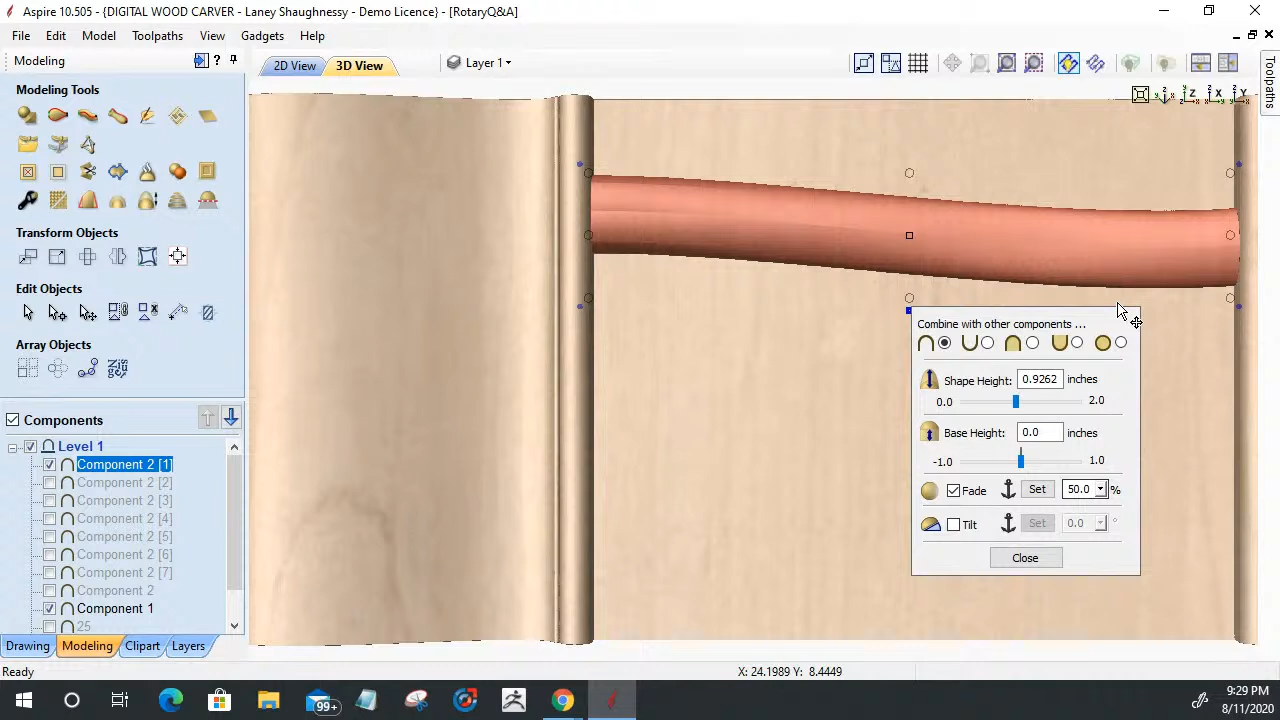 Aspire 10.505 - {DIGITAL WOOD CARVER - Laney Shaughnessy - Demo Licence} - [RotaryQ&A]
File Edit Model Toolpaths View Gadgets Help
Modeling
2D View 3D View Layer 1
Toolpaths
Modeling Tools
Transform Objects
Edit Objects
Array Objects
Components
Level 1
Component 2 [1]
Component 2 [2]
Component 2 [3]
Component 2 [4]
Component 2 [5]
Component 2 [6]
Component 2 [7]
Component 2
Component 1
25
Drawing Modeling Clipart Layers
Combine with other components ...
Shape Height: 0.9262 inches
0.0 2.0
Base Height: 0.0 inches
-1.0 1.0
Fade Set 50.0 %
Tilt Set 0.0 °
Close
Ready X: 24.1989 Y: 8.4449
99+
9:29 PM
8/11/2020